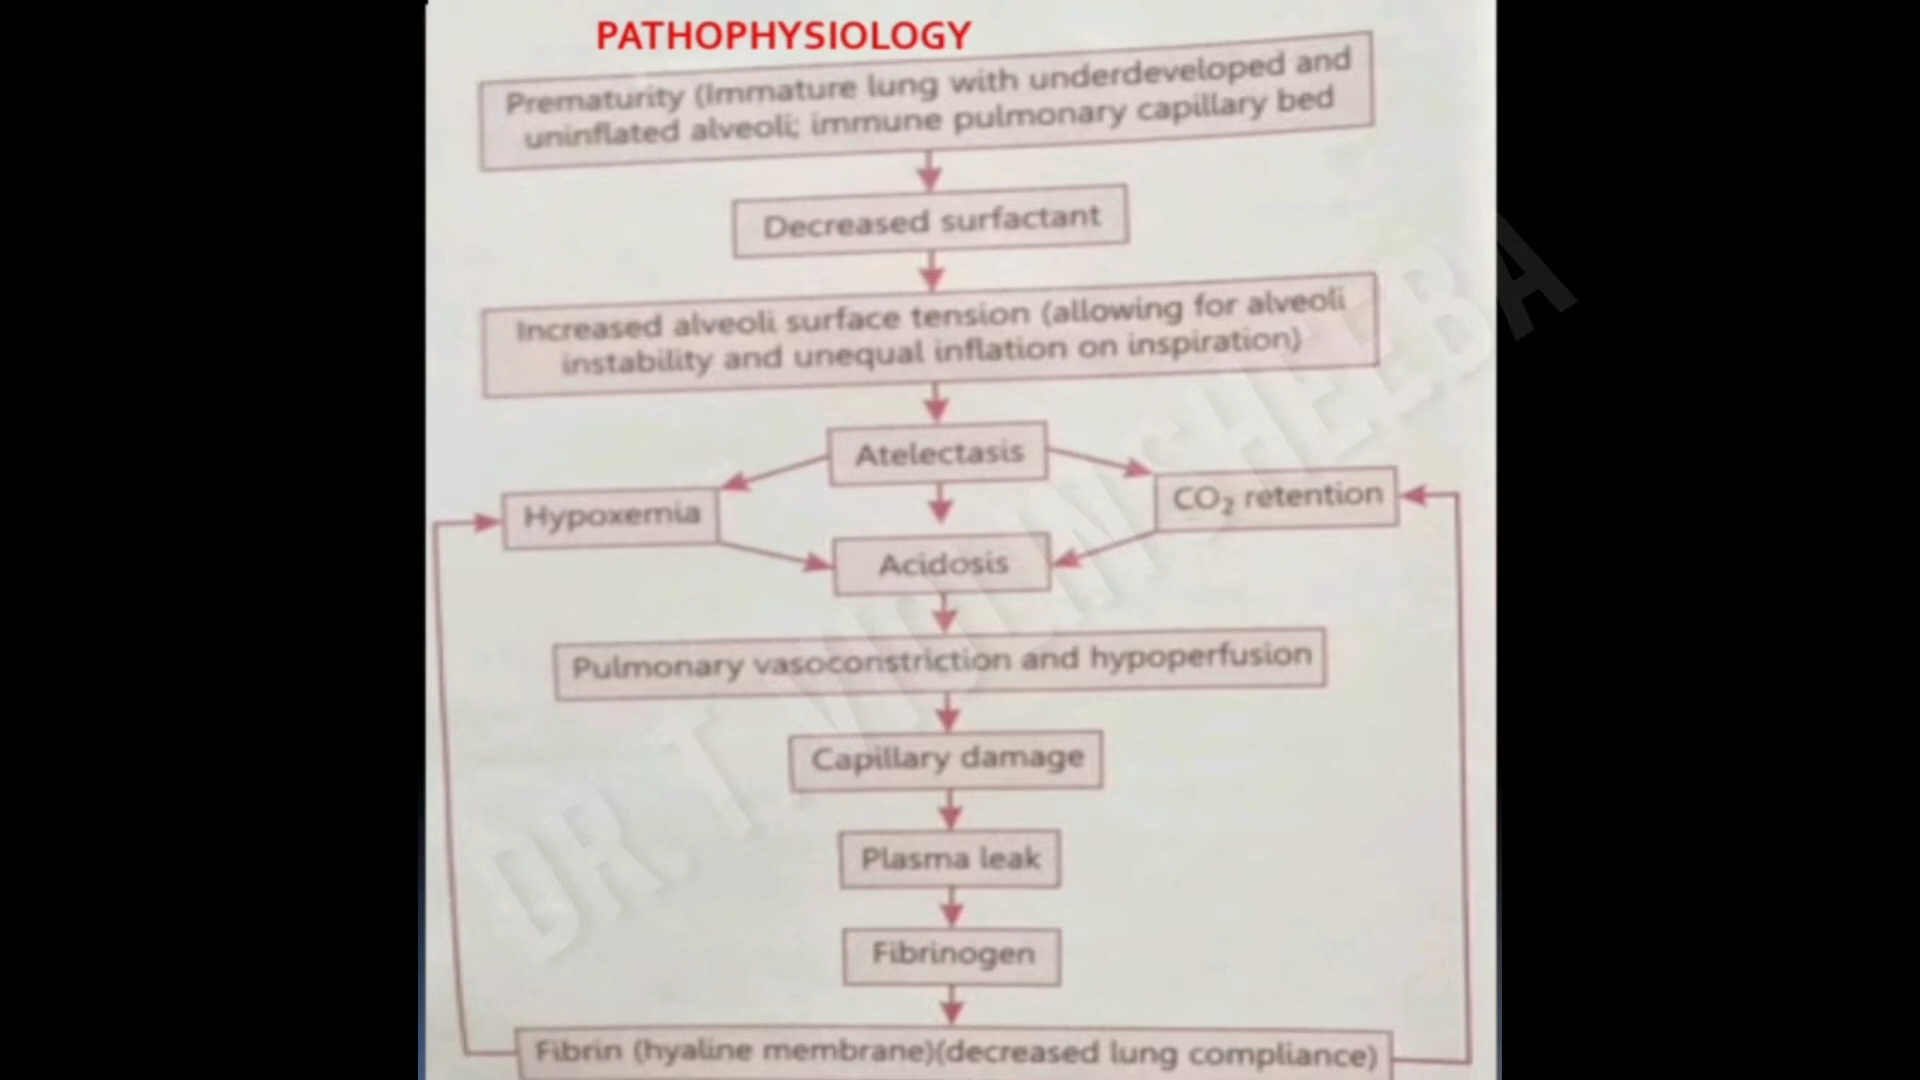 PATHOPHYSIOLOGY
Prematurity (Immature lung with underdeveloped and
uninflated alveoli; immune pulmonary capillary bed
Decreased surfactant
Increased alveoli surface tension (allowing for alveoli
instability and unequal inflation on inspiration)
Atelectasis
Hypoxemia
CO₂ retention
Acidosis
Pulmonary vasoconstriction and hypoperfusion
Capillary damage
Plasma leak
Fibrinogen
Fibrin (hyaline membrane)(decreased lung compliance)
DR. T.
SHEEBA